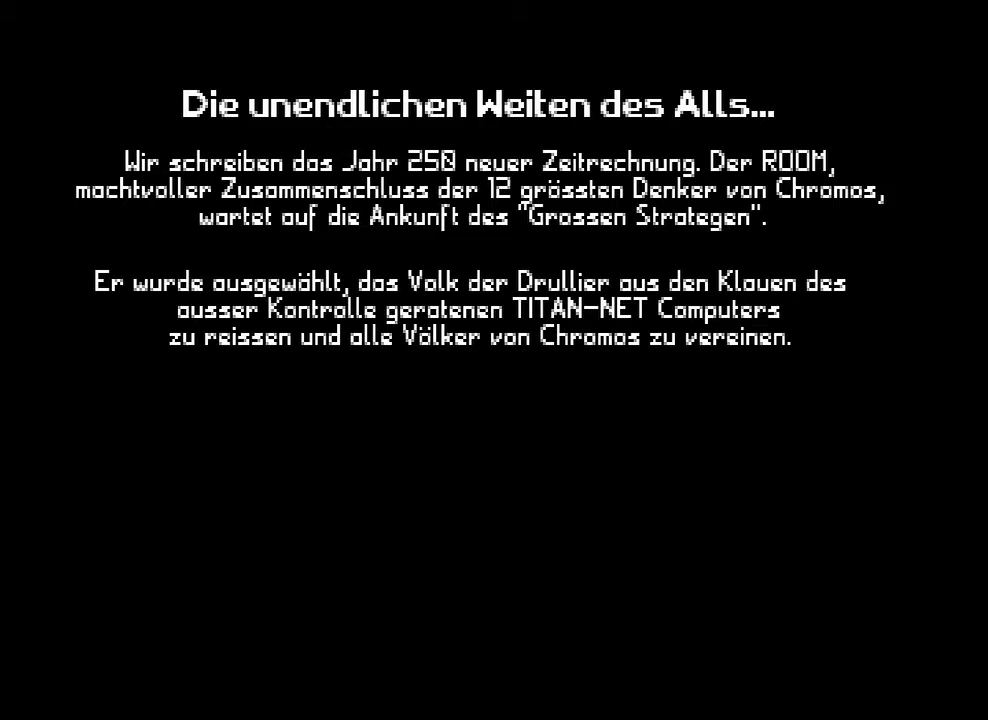 Die unendlichen Weiten des Alls...
Wir schreiben das Jahr 250 neuer Zeitrechnung. Der ROOM,
machtvoller Zusammenschluss der 12 grössten Denker von Chromos,
wartet auf die Ankunft des "Grossen Strategen".
Er wurde ausgewählt, das Volk der Drullier aus den Klauen des
ausser Kontrolle geratenen TITAN-NET Computers
zu reissen und alle Völker von Chromos zu vereinen.